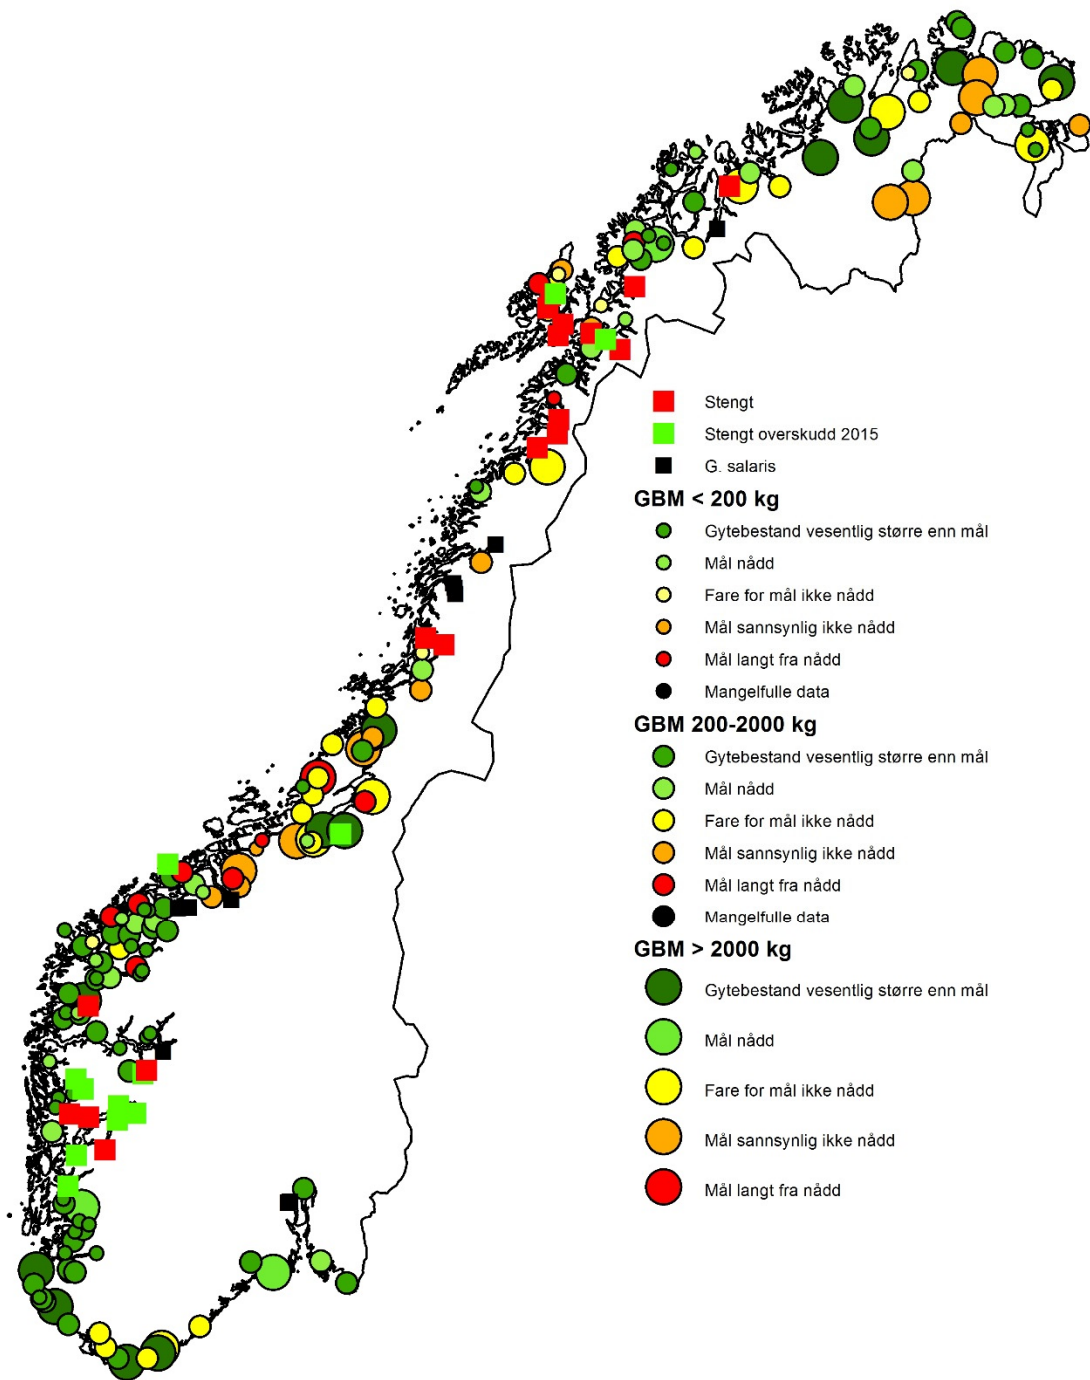 Stengt
Stengt overskudd 2015
G. salaris
GBM < 200 kg
Gytebestand vesentlig større enn mål
Mål nådd
Fare for mål ikke nådd
Mål sannsynlig ikke nådd
Mål langt fra nådd
Mangelfulle data
GBM 200-2000 kg
Gytebestand vesentlig større enn mål
Mål nådd
Fare for mål ikke nådd
Mål sannsynlig ikke nådd
Mål langt fra nådd
Mangelfulle data
GBM > 2000 kg
Gytebestand vesentlig større enn mål
Mål nådd
Fare for mål ikke nådd
Mål sannsynlig ikke nådd
Mål langt fra nådd